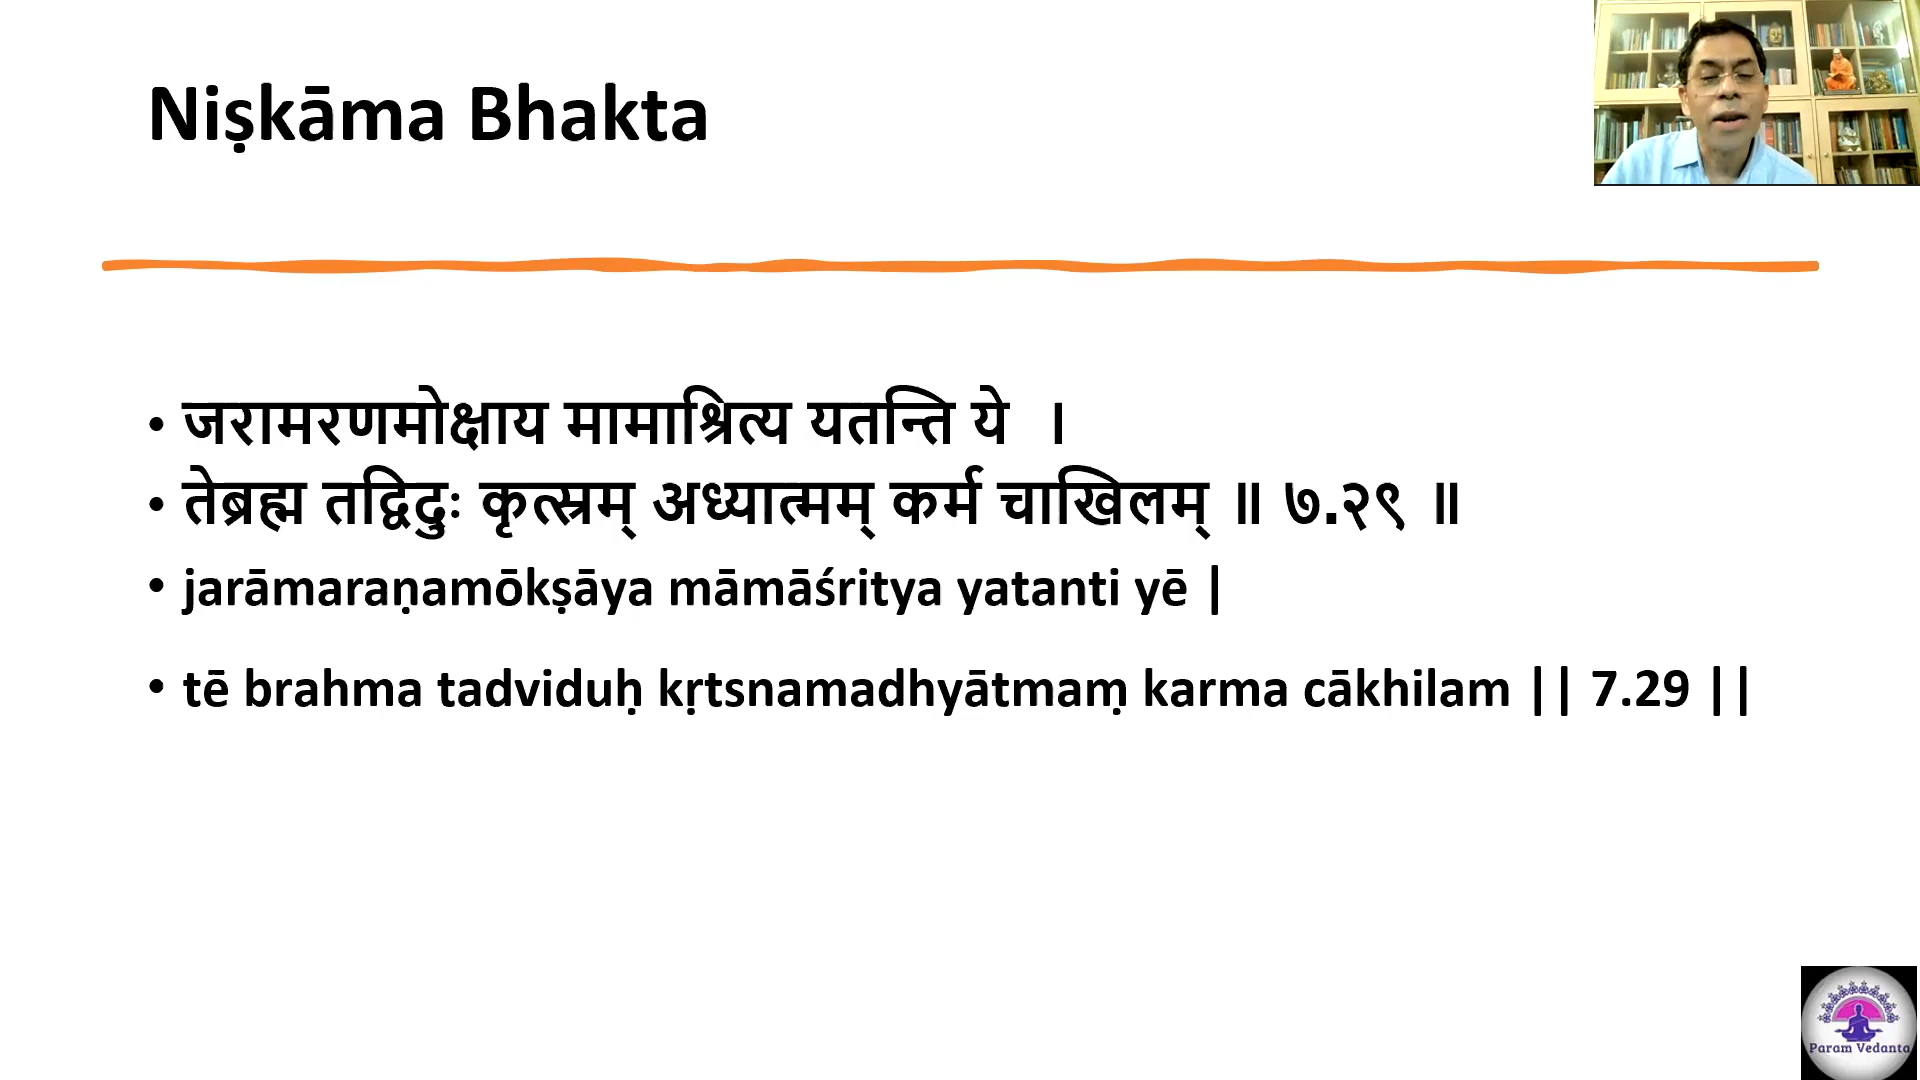 Niṣkāma Bhakta
• जरामरणमोक्षाय मामाश्रित्य यतन्ति ये ।
• तेब्रह्म तद्विदुः कृत्स्नम् अध्यात्मम् कर्म चाखिलम् ॥ ७.२९ ॥
• jarāmaraṇamōkṣāya māmāśritya yatanti yē |
• tē brahma tadviduḥ kṛtsnamadhyātmaṃ karma cākhilam || 7.29 ||
Param Vedanta